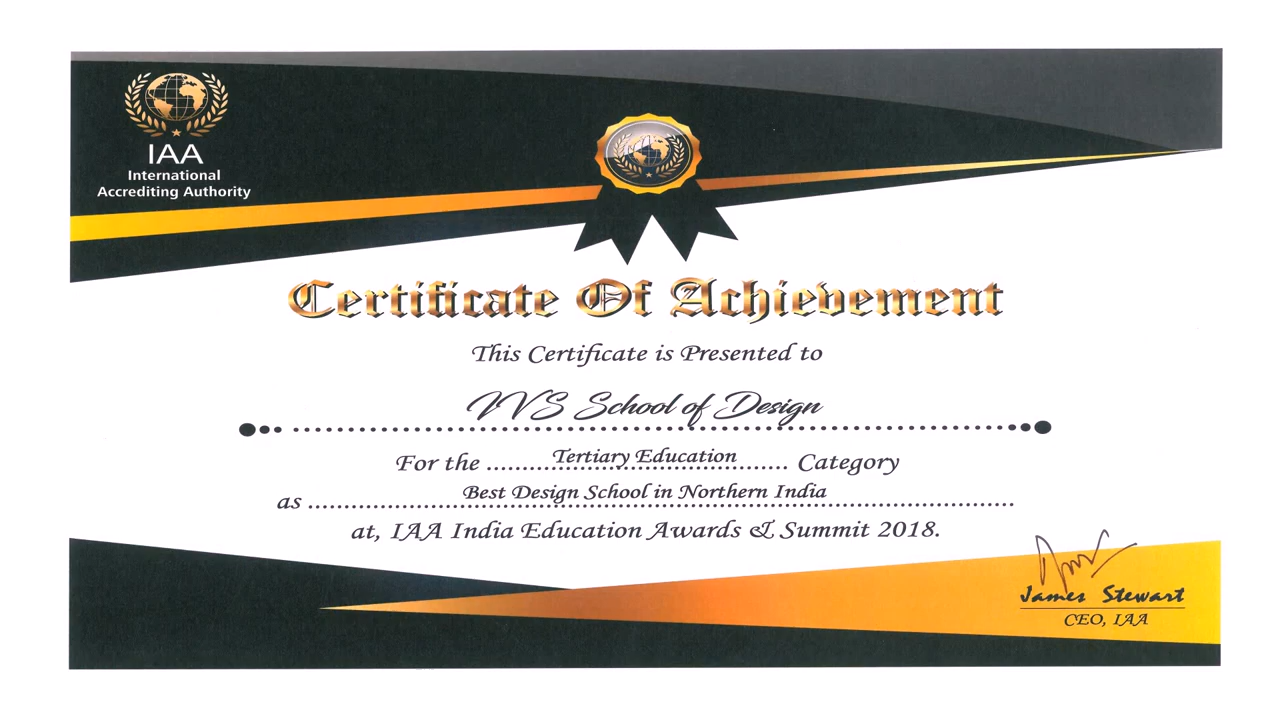 IAA
International
Accrediting Authority
Certificate Of Achievement
This Certificate is Presented to
IVS School of Design
For the ........ Tertiary Education ........ Category
as ........ Best Design School in Northern India ........
at, IAA India Education Awards & Summit 2018.
James Stewart
CEO, IAA